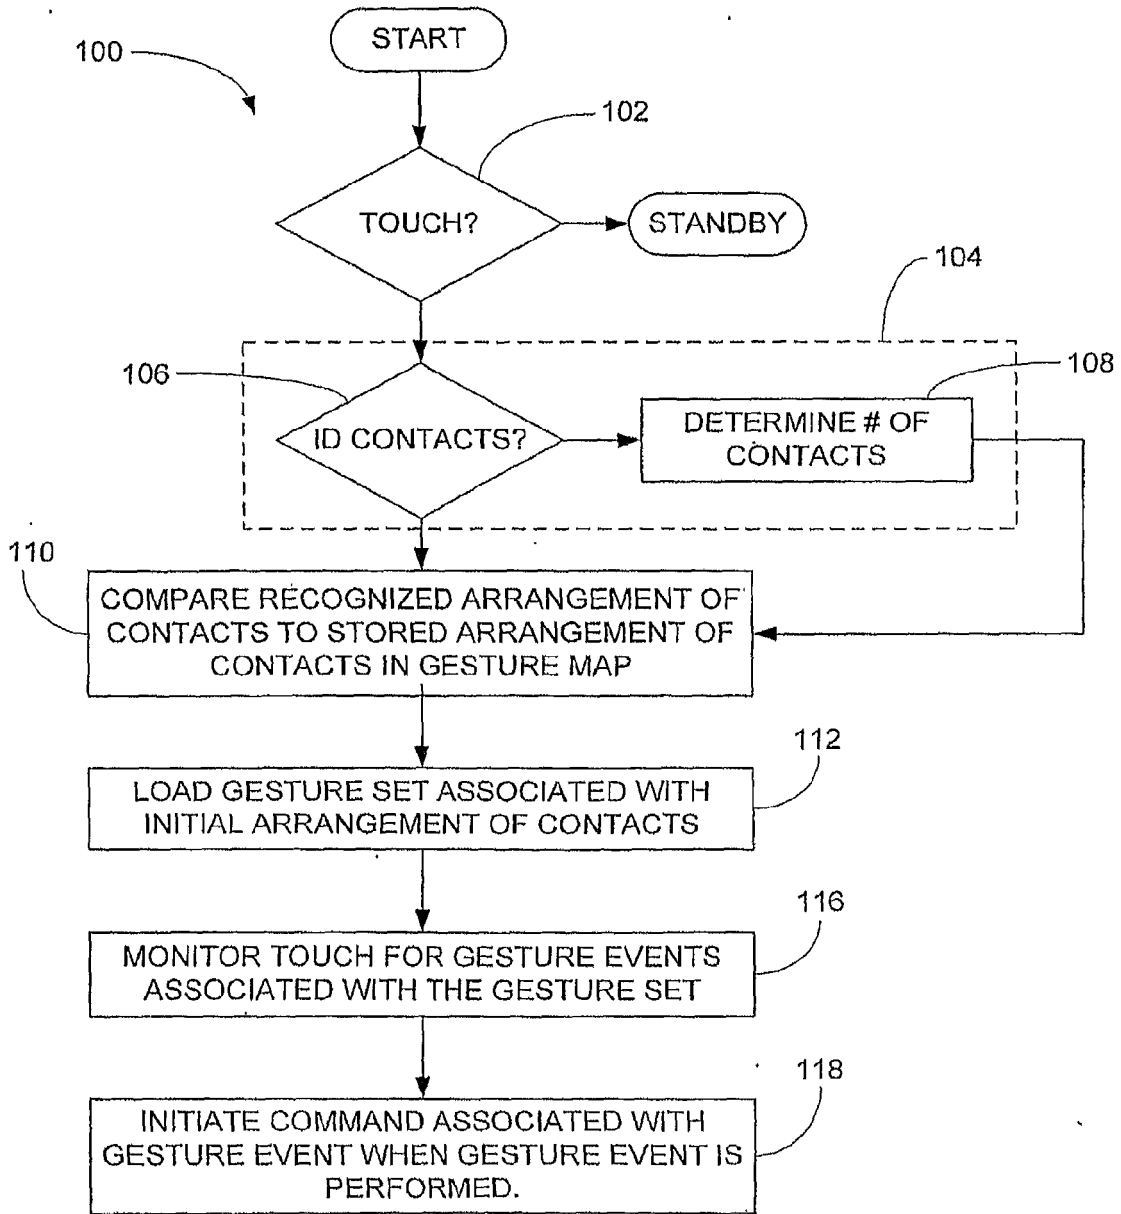 START
100
102
TOUCH?
STANDBY
104
106
108
ID CONTACTS?
DETERMINE # OF
CONTACTS
110
COMPARE RECOGNIZED ARRANGEMENT OF
CONTACTS TO STORED ARRANGEMENT OF
CONTACTS IN GESTURE MAP
112
LOAD GESTURE SET ASSOCIATED WITH
INITIAL ARRANGEMENT OF CONTACTS
116
MONITOR TOUCH FOR GESTURE EVENTS
ASSOCIATED WITH THE GESTURE SET
118
INITIATE COMMAND ASSOCIATED WITH
GESTURE EVENT WHEN GESTURE EVENT IS
PERFORMED.